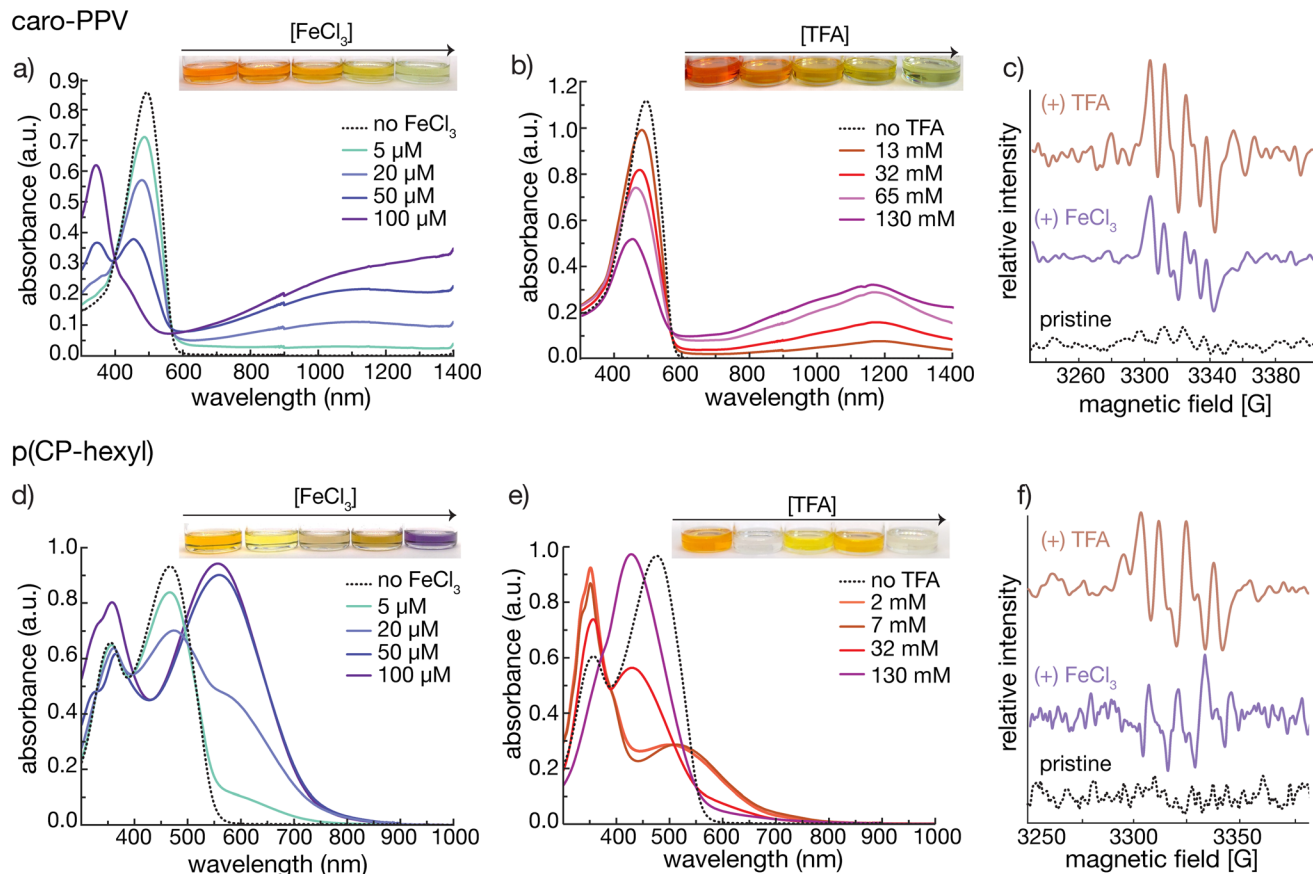 caro-PPV
a)
[FeCl₃]
absorbance (a.u.)
0.9
0.8
0.7
0.6
0.5
0.4
0.3
0.2
0.1
0.0
no FeCl₃
5 µM
20 µM
50 µM
100 µM
400 600 800 1000 1200 1400
wavelength (nm)
b)
[TFA]
absorbance (a.u.)
1.2
1.0
0.8
0.6
0.4
0.2
0.0
no TFA
13 mM
32 mM
65 mM
130 mM
400 600 800 1000 1200 1400
wavelength (nm)
c)
relative intensity
(+) TFA
(+) FeCl₃
pristine
3260 3300 3340 3380
magnetic field [G]
p(CP-hexyl)
d)
[FeCl₃]
absorbance (a.u.)
1.0
0.8
0.6
0.4
0.2
0.0
no FeCl₃
5 µM
20 µM
50 µM
100 µM
400 500 600 700 800 900 1000
wavelength (nm)
e)
[TFA]
absorbance (a.u.)
1.0
0.8
0.6
0.4
0.2
0.0
no TFA
2 mM
7 mM
32 mM
130 mM
400 500 600 700 800 900 1000
wavelength (nm)
f)
relative intensity
(+) TFA
(+) FeCl₃
pristine
3250 3300 3350
magnetic field [G]